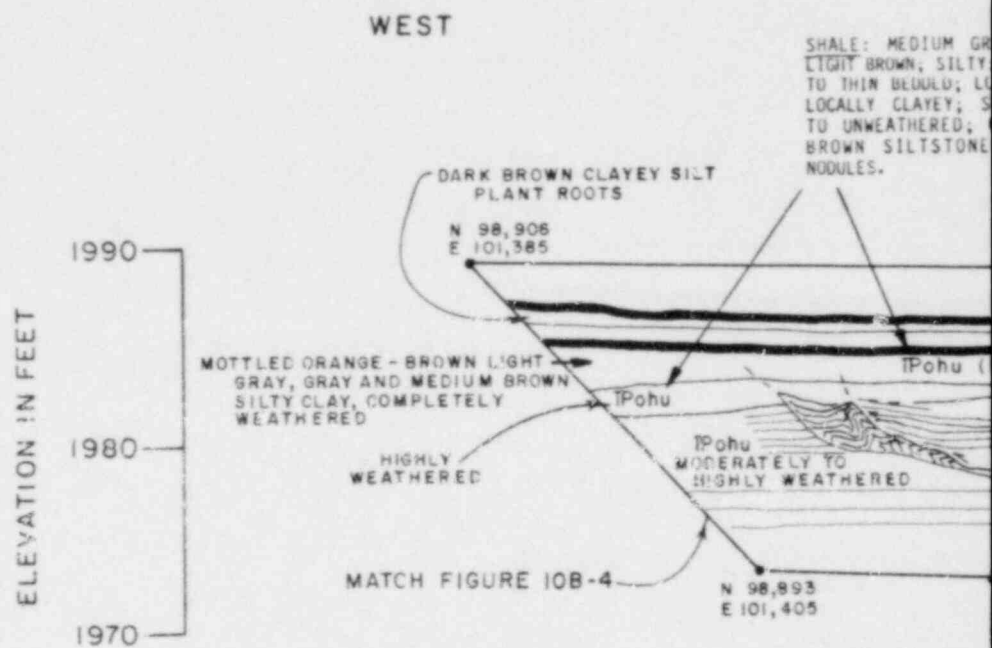 WEST
SHALE: MEDIUM GR
LIGHT BROWN; SILTY
TO THIN BEDDED; LO
LOCALLY CLAYEY; S
TO UNWEATHERED;
BROWN SILTSTONE
NODULES.
DARK BROWN CLAYEY SILT
PLANT ROOTS
N 98,906
E 101,385
1990
ELEVATION IN FEET
MOTTLED ORANGE - BROWN LIGHT
GRAY, GRAY AND MEDIUM BROWN
SILTY CLAY, COMPLETELY
WEATHERED
IPohu (
IPohu
1980
HIGHLY
WEATHERED
IPohu
MODERATELY TO
HIGHLY WEATHERED
MATCH FIGURE 10B-4
N 98,893
E 101,405
1970